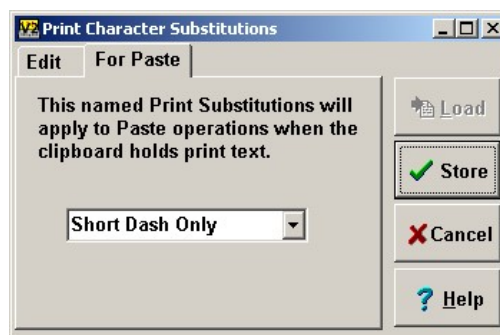 Print Character Substitutions
Edit
For Paste
This named Print Substitutions will
apply to Paste operations when the
clipboard holds print text.
Short Dash Only
Load
Store
Cancel
Help